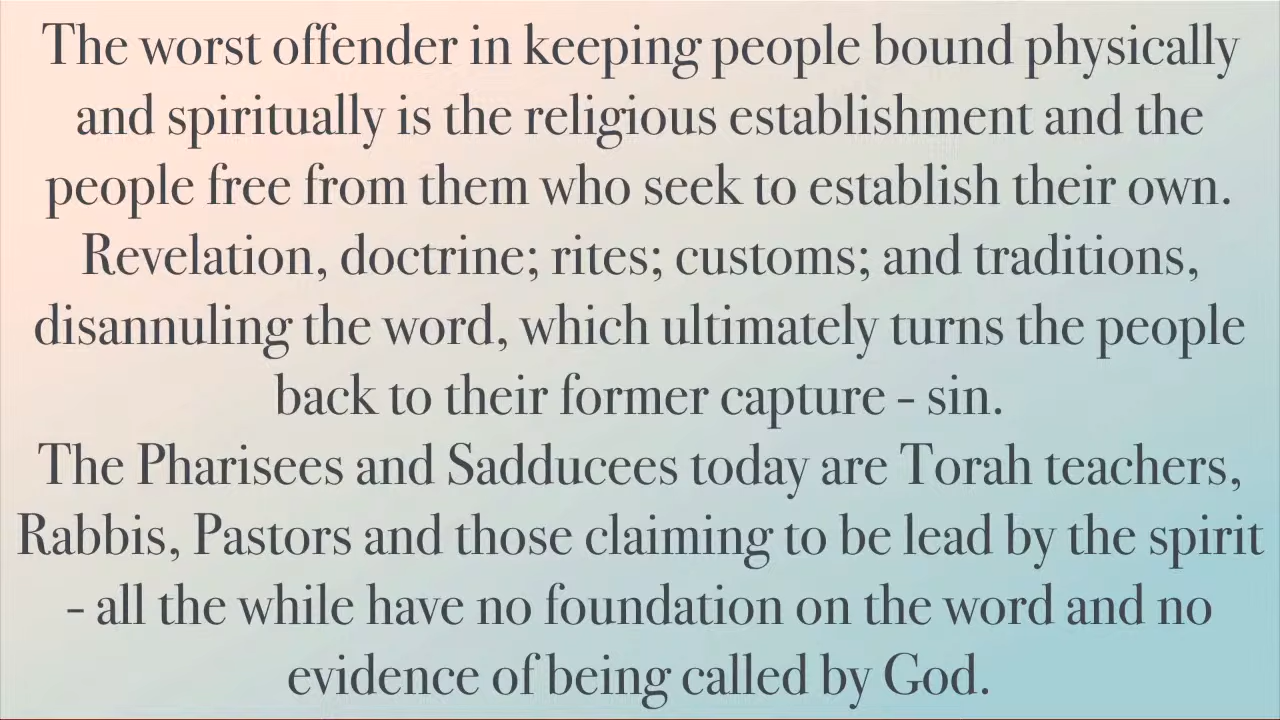 The worst offender in keeping people bound physically
and spiritually is the religious establishment and the
people free from them who seek to establish their own.
Revelation, doctrine; rites; customs; and traditions,
disannuling the word, which ultimately turns the people
back to their former capture - sin.
The Pharisees and Sadducees today are Torah teachers,
Rabbis, Pastors and those claiming to be lead by the spirit
- all the while have no foundation on the word and no
evidence of being called by God.